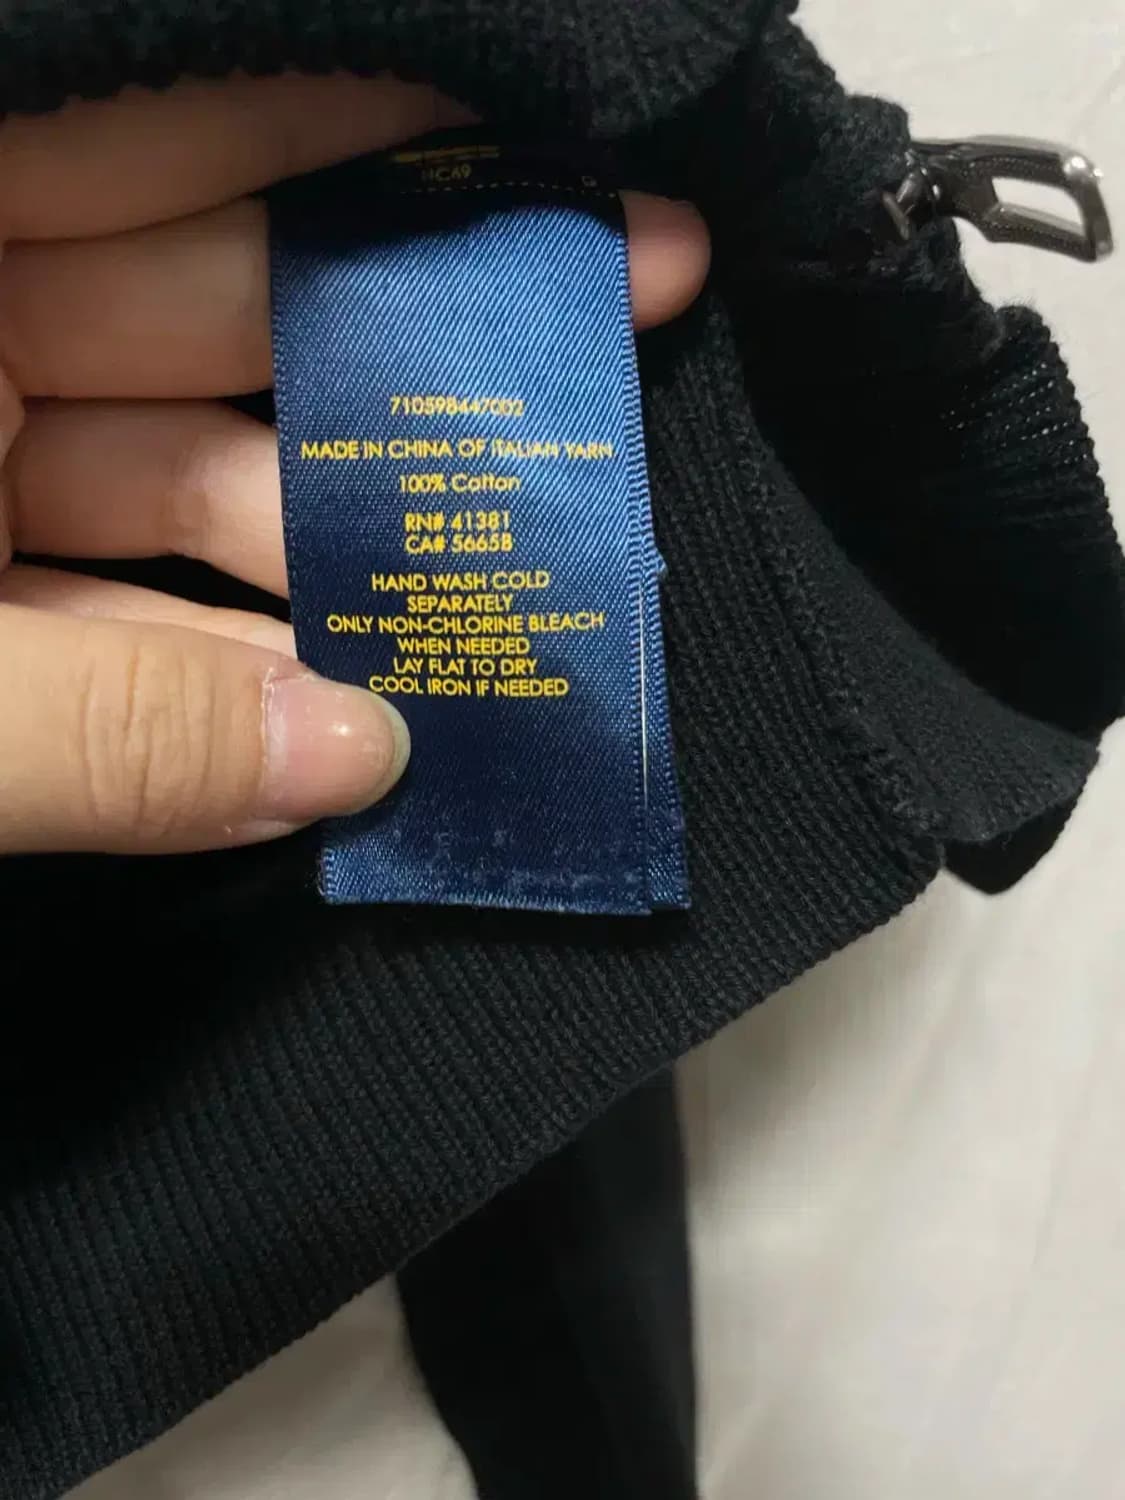 HC49
710598447002
MADE IN CHINA OF ITALIAN YARN
100% Cotton
RN# 41381
CA# 56658
HAND WASH COLD
SEPARATELY
ONLY NON-CHLORINE BLEACH
WHEN NEEDED
LAY FLAT TO DRY
COOL IRON IF NEEDED